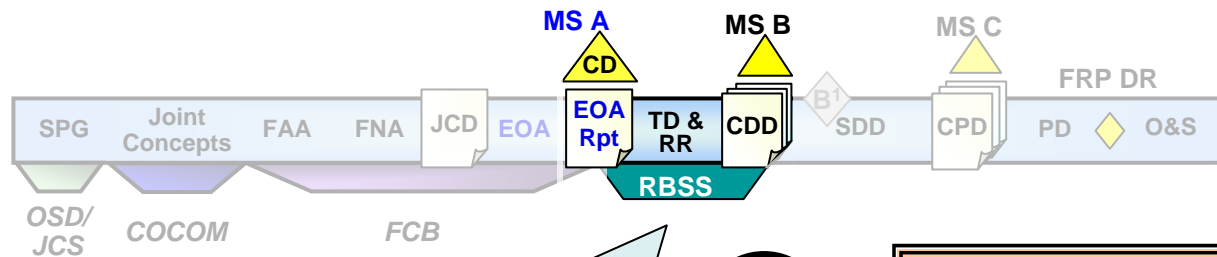 MS A
MS B
MS C
CD
FRP DR
SPG
Joint
Concepts
FAA
FNA
JCD
EOA
EOA
Rpt
TD &
RR
CDD
B1
SDD
CPD
PD
O&S
RBSS
OSD/
JCS
COCOM
FCB